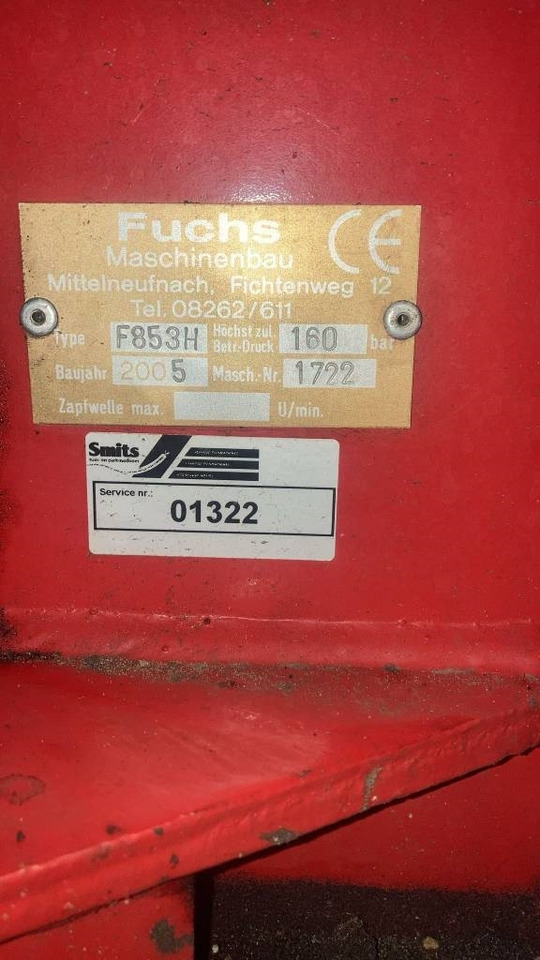 Fuchs
CE
Maschinenbau
Mittelneufnach, Fichtenweg 12
Tel. 08262/611
Type F853H Höchst zul. Betr.-Druck 160 bar
Baujahr 2005 Masch.-Nr. 1722
Zapfwelle max. U/min.
Smits
Service nr.:
01322